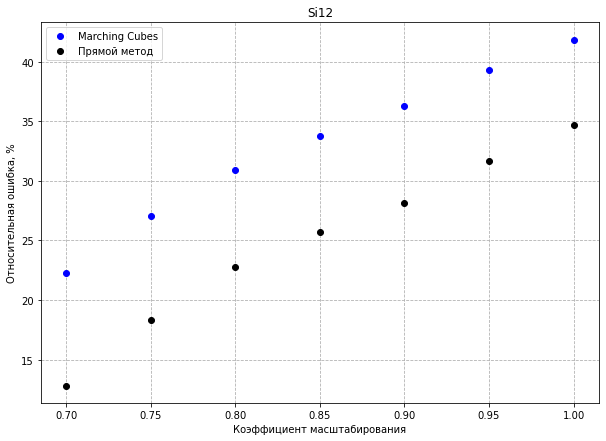 Si12
Marching Cubes
Прямой метод
Относительная ошибка, %
40
35
30
25
20
15
0.70 0.75 0.80 0.85 0.90 0.95 1.00
Коэффициент масштабирования